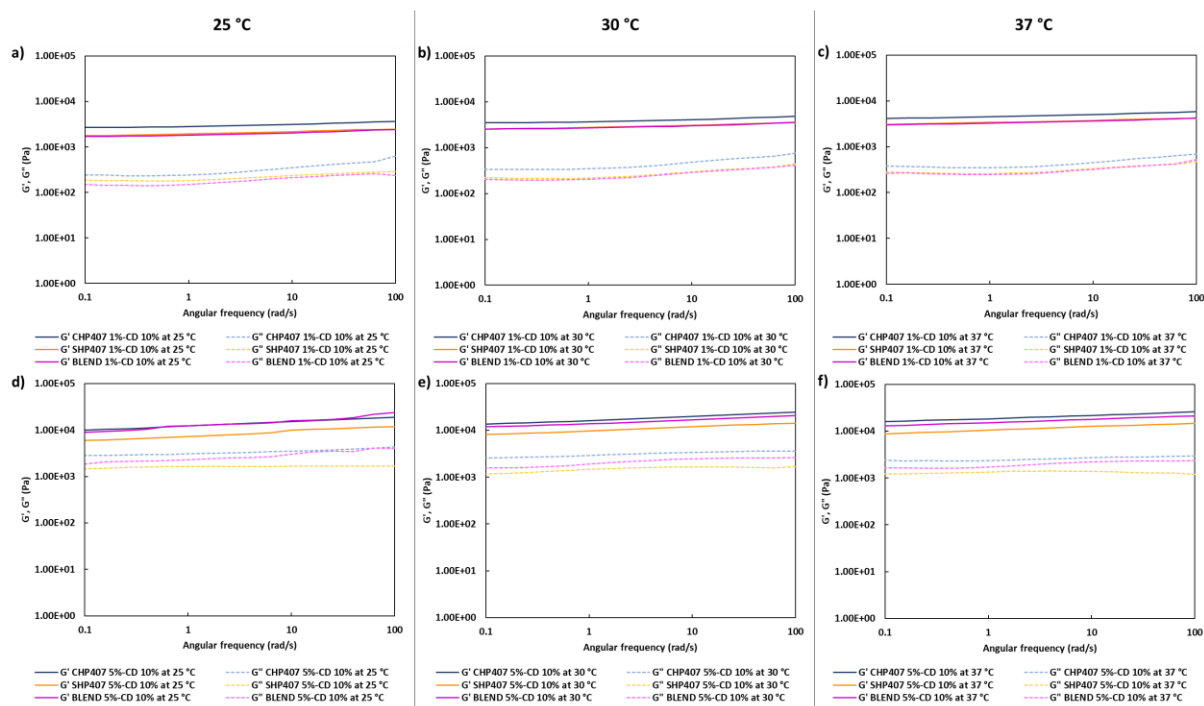 25 °C
30 °C
37 °C
a)
1.00E+05
1.00E+04
1.00E+03
1.00E+02
1.00E+01
1.00E+00
G', G" (Pa)
0.1 1 10 100
Angular frequency (rad/s)
G' CHP407 1%-CD 10% at 25 °C G" CHP407 1%-CD 10% at 25 °C
G' SHP407 1%-CD 10% at 25 °C G" SHP407 1%-CD 10% at 25 °C
G' BLEND 1%-CD 10% at 25 °C G" BLEND 1%-CD 10% at 25 °C
b)
1.00E+05
1.00E+04
1.00E+03
1.00E+02
1.00E+01
1.00E+00
G', G" (Pa)
0.1 1 10 100
Angular frequency (rad/s)
G' CHP407 1%-CD 10% at 30 °C G" CHP407 1%-CD 10% at 30 °C
G' SHP407 1%-CD 10% at 30 °C G" SHP407 1%-CD 10% at 30 °C
G' BLEND 1%-CD 10% at 30 °C G" BLEND 1%-CD 10% at 30 °C
c)
1.00E+05
1.00E+04
1.00E+03
1.00E+02
1.00E+01
1.00E+00
G', G" (Pa)
0.1 1 10 100
Angular frequency (rad/s)
G' CHP407 1%-CD 10% at 37 °C G" CHP407 1%-CD 10% at 37 °C
G' SHP407 1%-CD 10% at 37 °C G" SHP407 1%-CD 10% at 37 °C
G' BLEND 1%-CD 10% at 37 °C G" BLEND 1%-CD 10% at 37 °C
d)
1.00E+05
1.00E+04
1.00E+03
1.00E+02
1.00E+01
1.00E+00
G', G" (Pa)
0.1 1 10 100
Angular frequency (rad/s)
G' CHP407 5%-CD 10% at 25 °C G" CHP407 5%-CD 10% at 25 °C
G' SHP407 5%-CD 10% at 25 °C G" SHP407 5%-CD 10% at 25 °C
G' BLEND 5%-CD 10% at 25 °C G" BLEND 5%-CD 10% at 25 °C
e)
1.00E+05
1.00E+04
1.00E+03
1.00E+02
1.00E+01
1.00E+00
G', G" (Pa)
0.1 1 10 100
Angular frequency (rad/s)
G' CHP407 5%-CD 10% at 30 °C G" CHP407 5%-CD 10% at 30 °C
G' SHP407 5%-CD 10% at 30 °C G" SHP407 5%-CD 10% at 30 °C
G' BLEND 5%-CD 10% at 30 °C G" BLEND 5%-CD 10% at 30 °C
f)
1.00E+05
1.00E+04
1.00E+03
1.00E+02
1.00E+01
1.00E+00
G', G" (Pa)
0.1 1 10 100
Angular frequency (rad/s)
G' CHP407 5%-CD 10% at 37 °C G" CHP407 5%-CD 10% at 37 °C
G' SHP407 5%-CD 10% at 37 °C G" SHP407 5%-CD 10% at 37 °C
G' BLEND 5%-CD 10% at 37 °C G" BLEND 5%-CD 10% at 37 °C